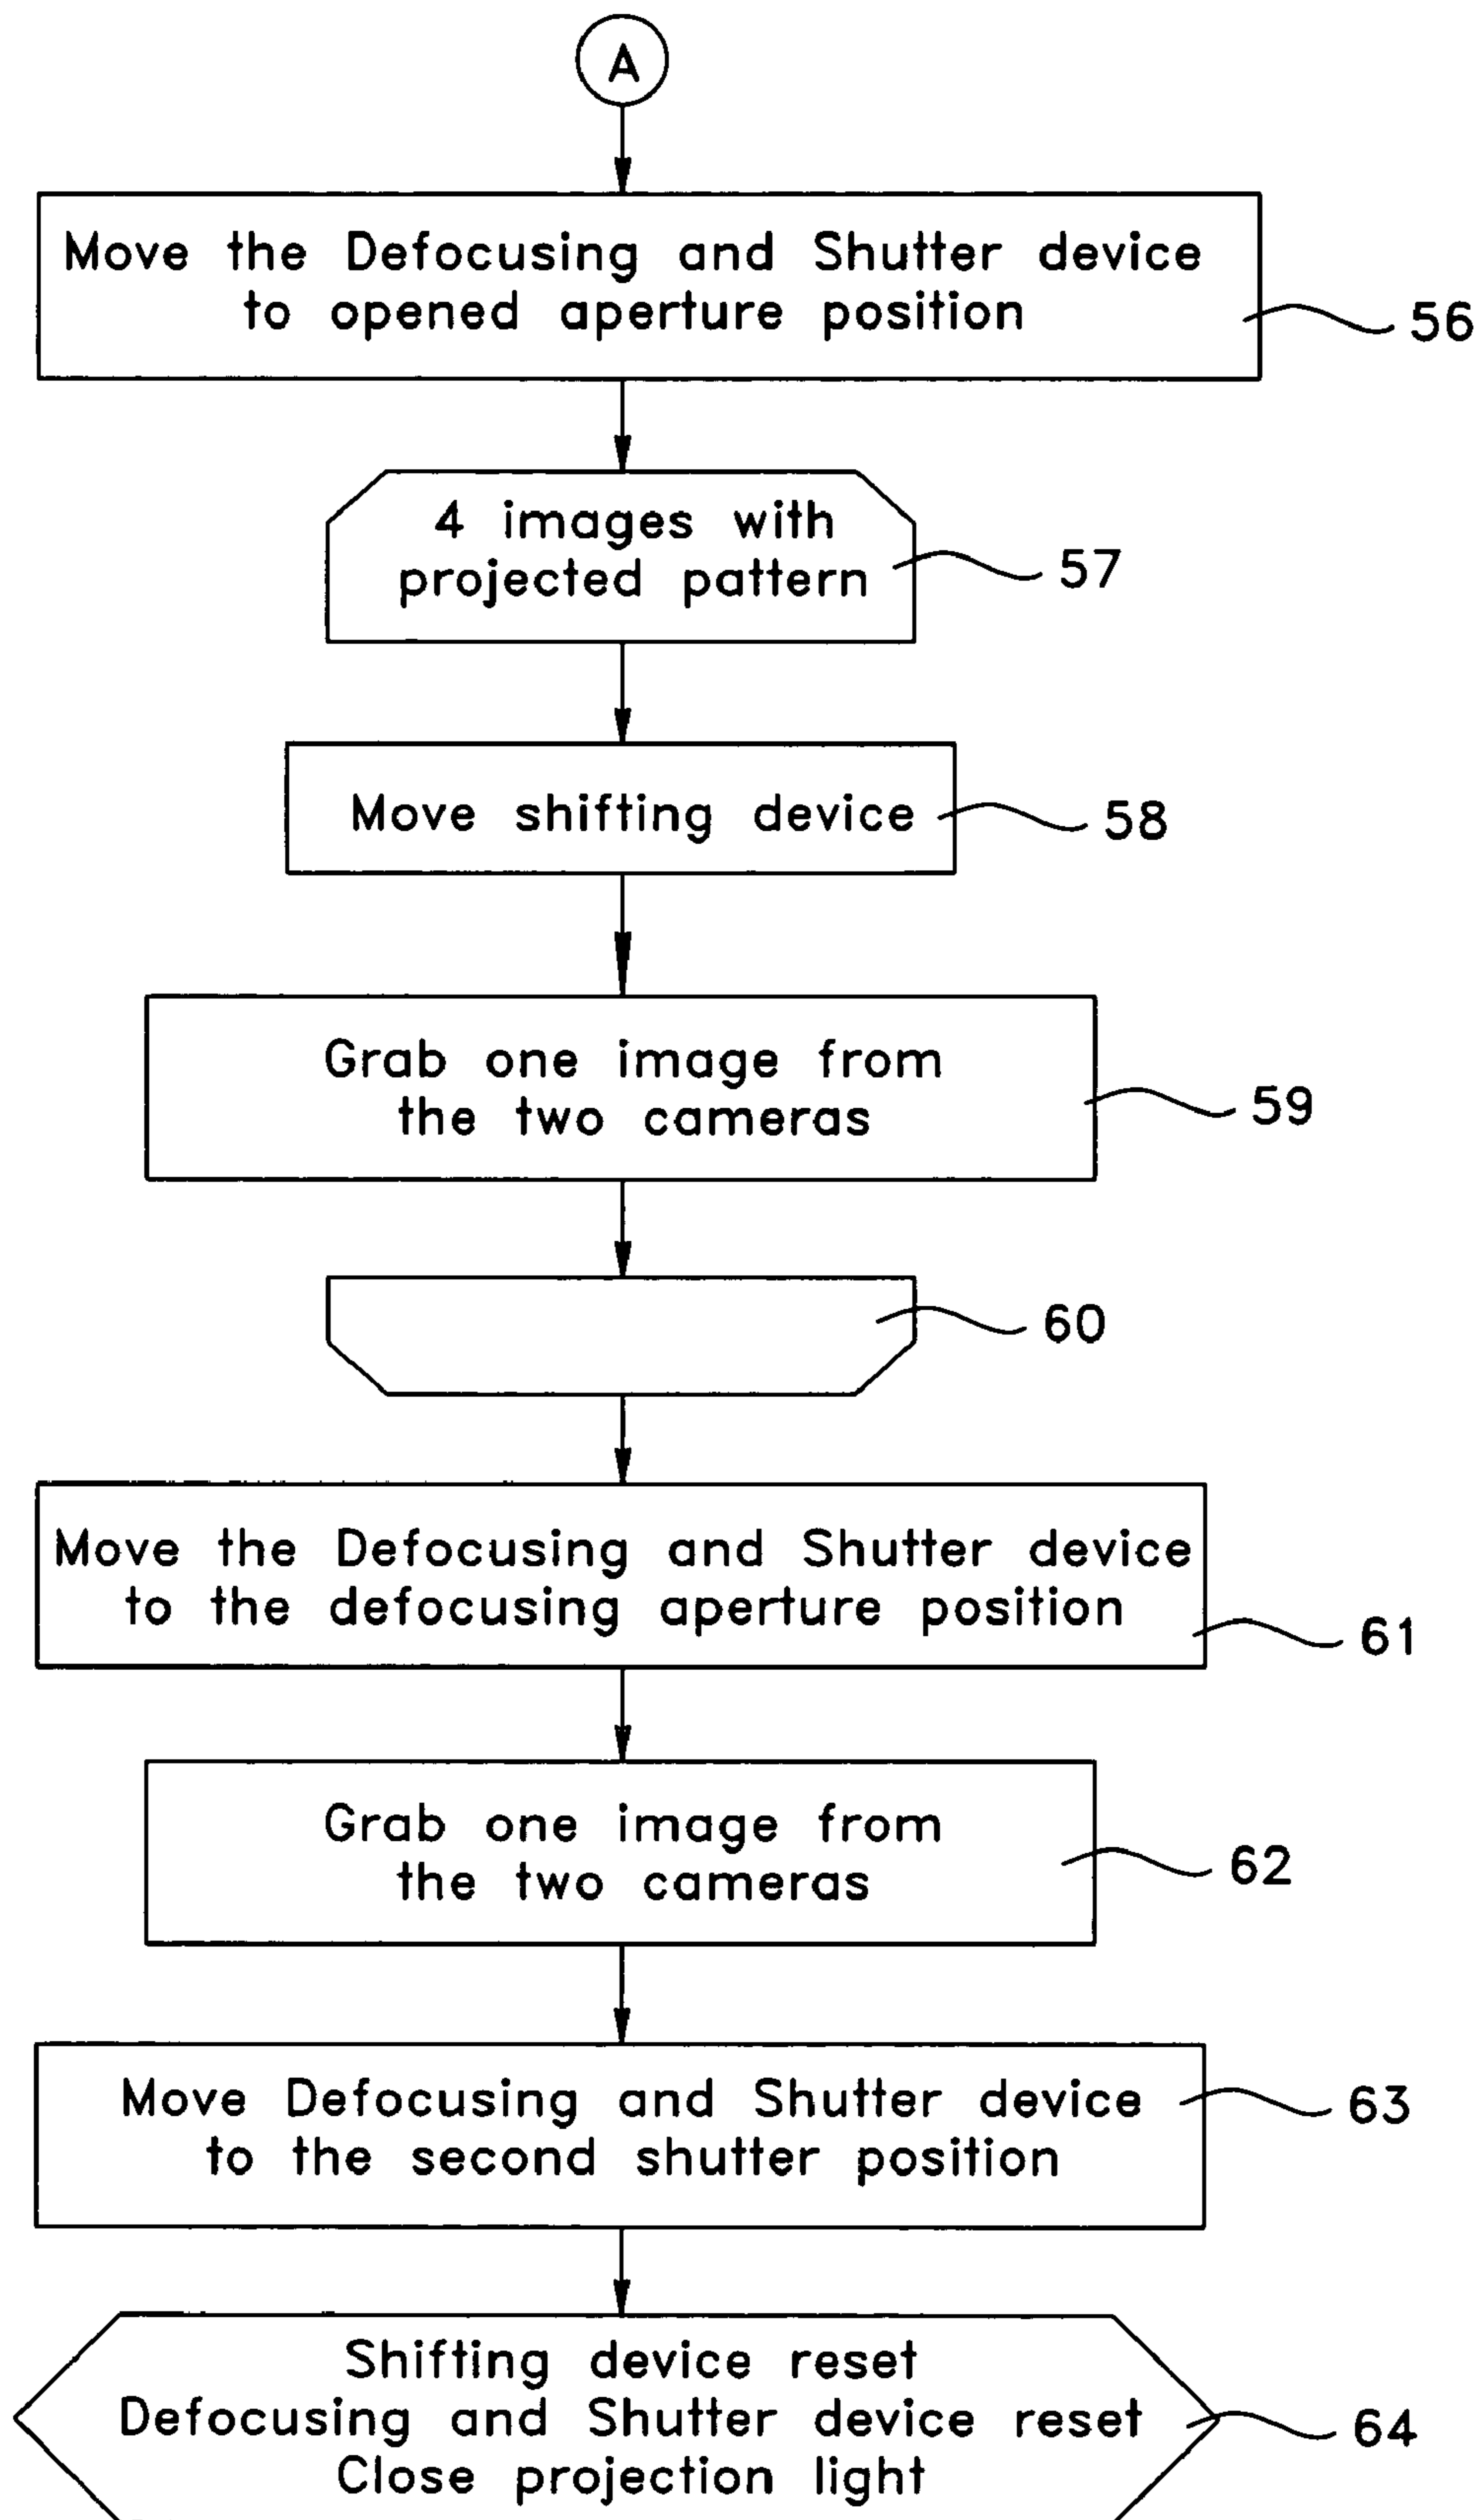 A
Move the Defocusing and Shutter device
to opened aperture position
56
4 images with
projected pattern
57
Move shifting device
58
Grab one image from
the two cameras
59
60
Move the Defocusing and Shutter device
to the defocusing aperture position
61
Grab one image from
the two cameras
62
Move Defocusing and Shutter device
to the second shutter position
63
Shifting device reset
Defocusing and Shutter device reset
Close projection light
64